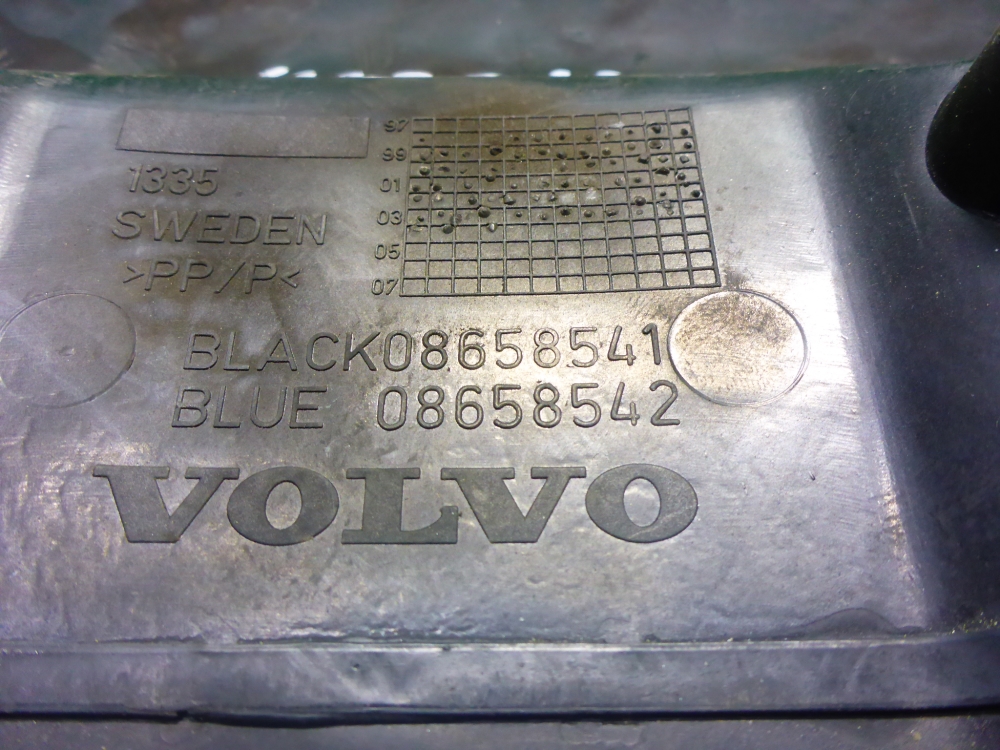 1335
SWEDEN
>PP/P<
97
99
01
03
05
07
BLACK08658541
BLUE 08658542
VOLVO